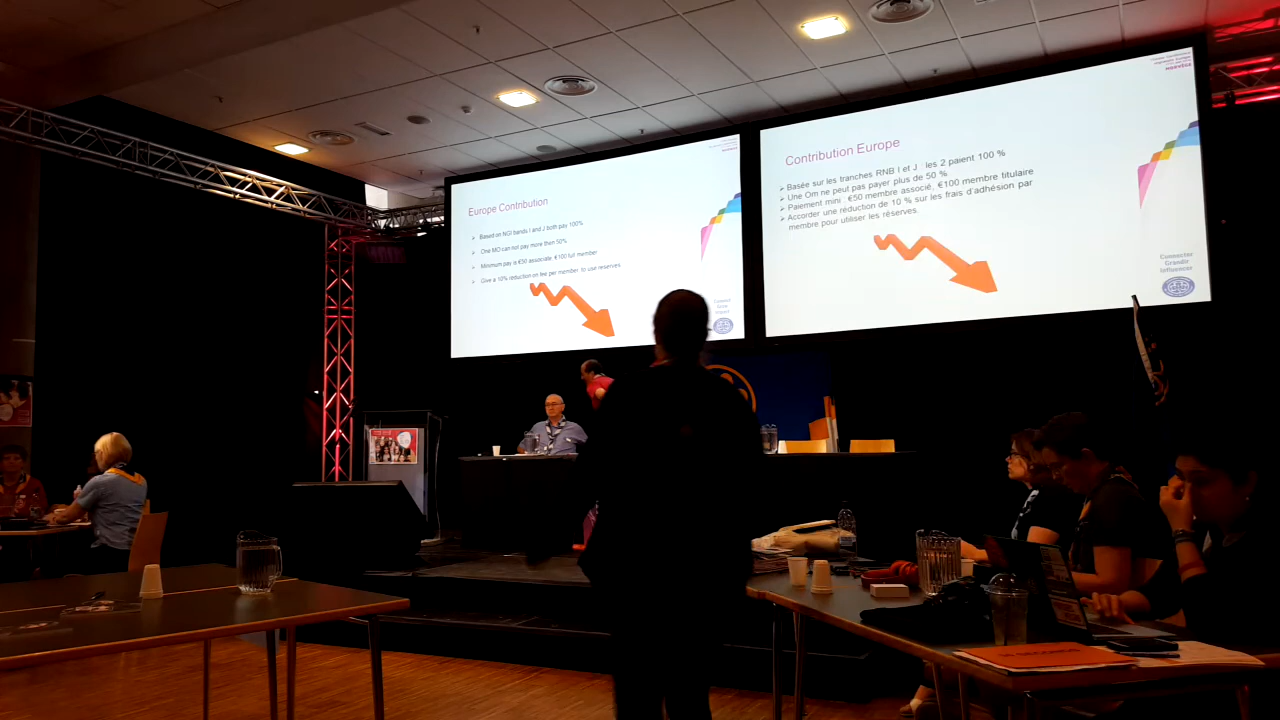 Europe Contribution
Based on NGI bands I and J both pay 100%
One MO can not pay more then 50%
Minimum pay is €50 associate, €100 full member
Give a 10% reduction on fee per member to use reserves
Contribution Europe
Basée sur les tranches RNB I et J : les 2 paient 100 %
Une Om ne peut pas payer plus de 50 %
Paiement mini : €50 membre associé, €100 membre titulaire
Accorder une réduction de 10 % sur les frais d'adhésion par
membre pour utiliser les réserves.
Connecter
Grandir
Influencer